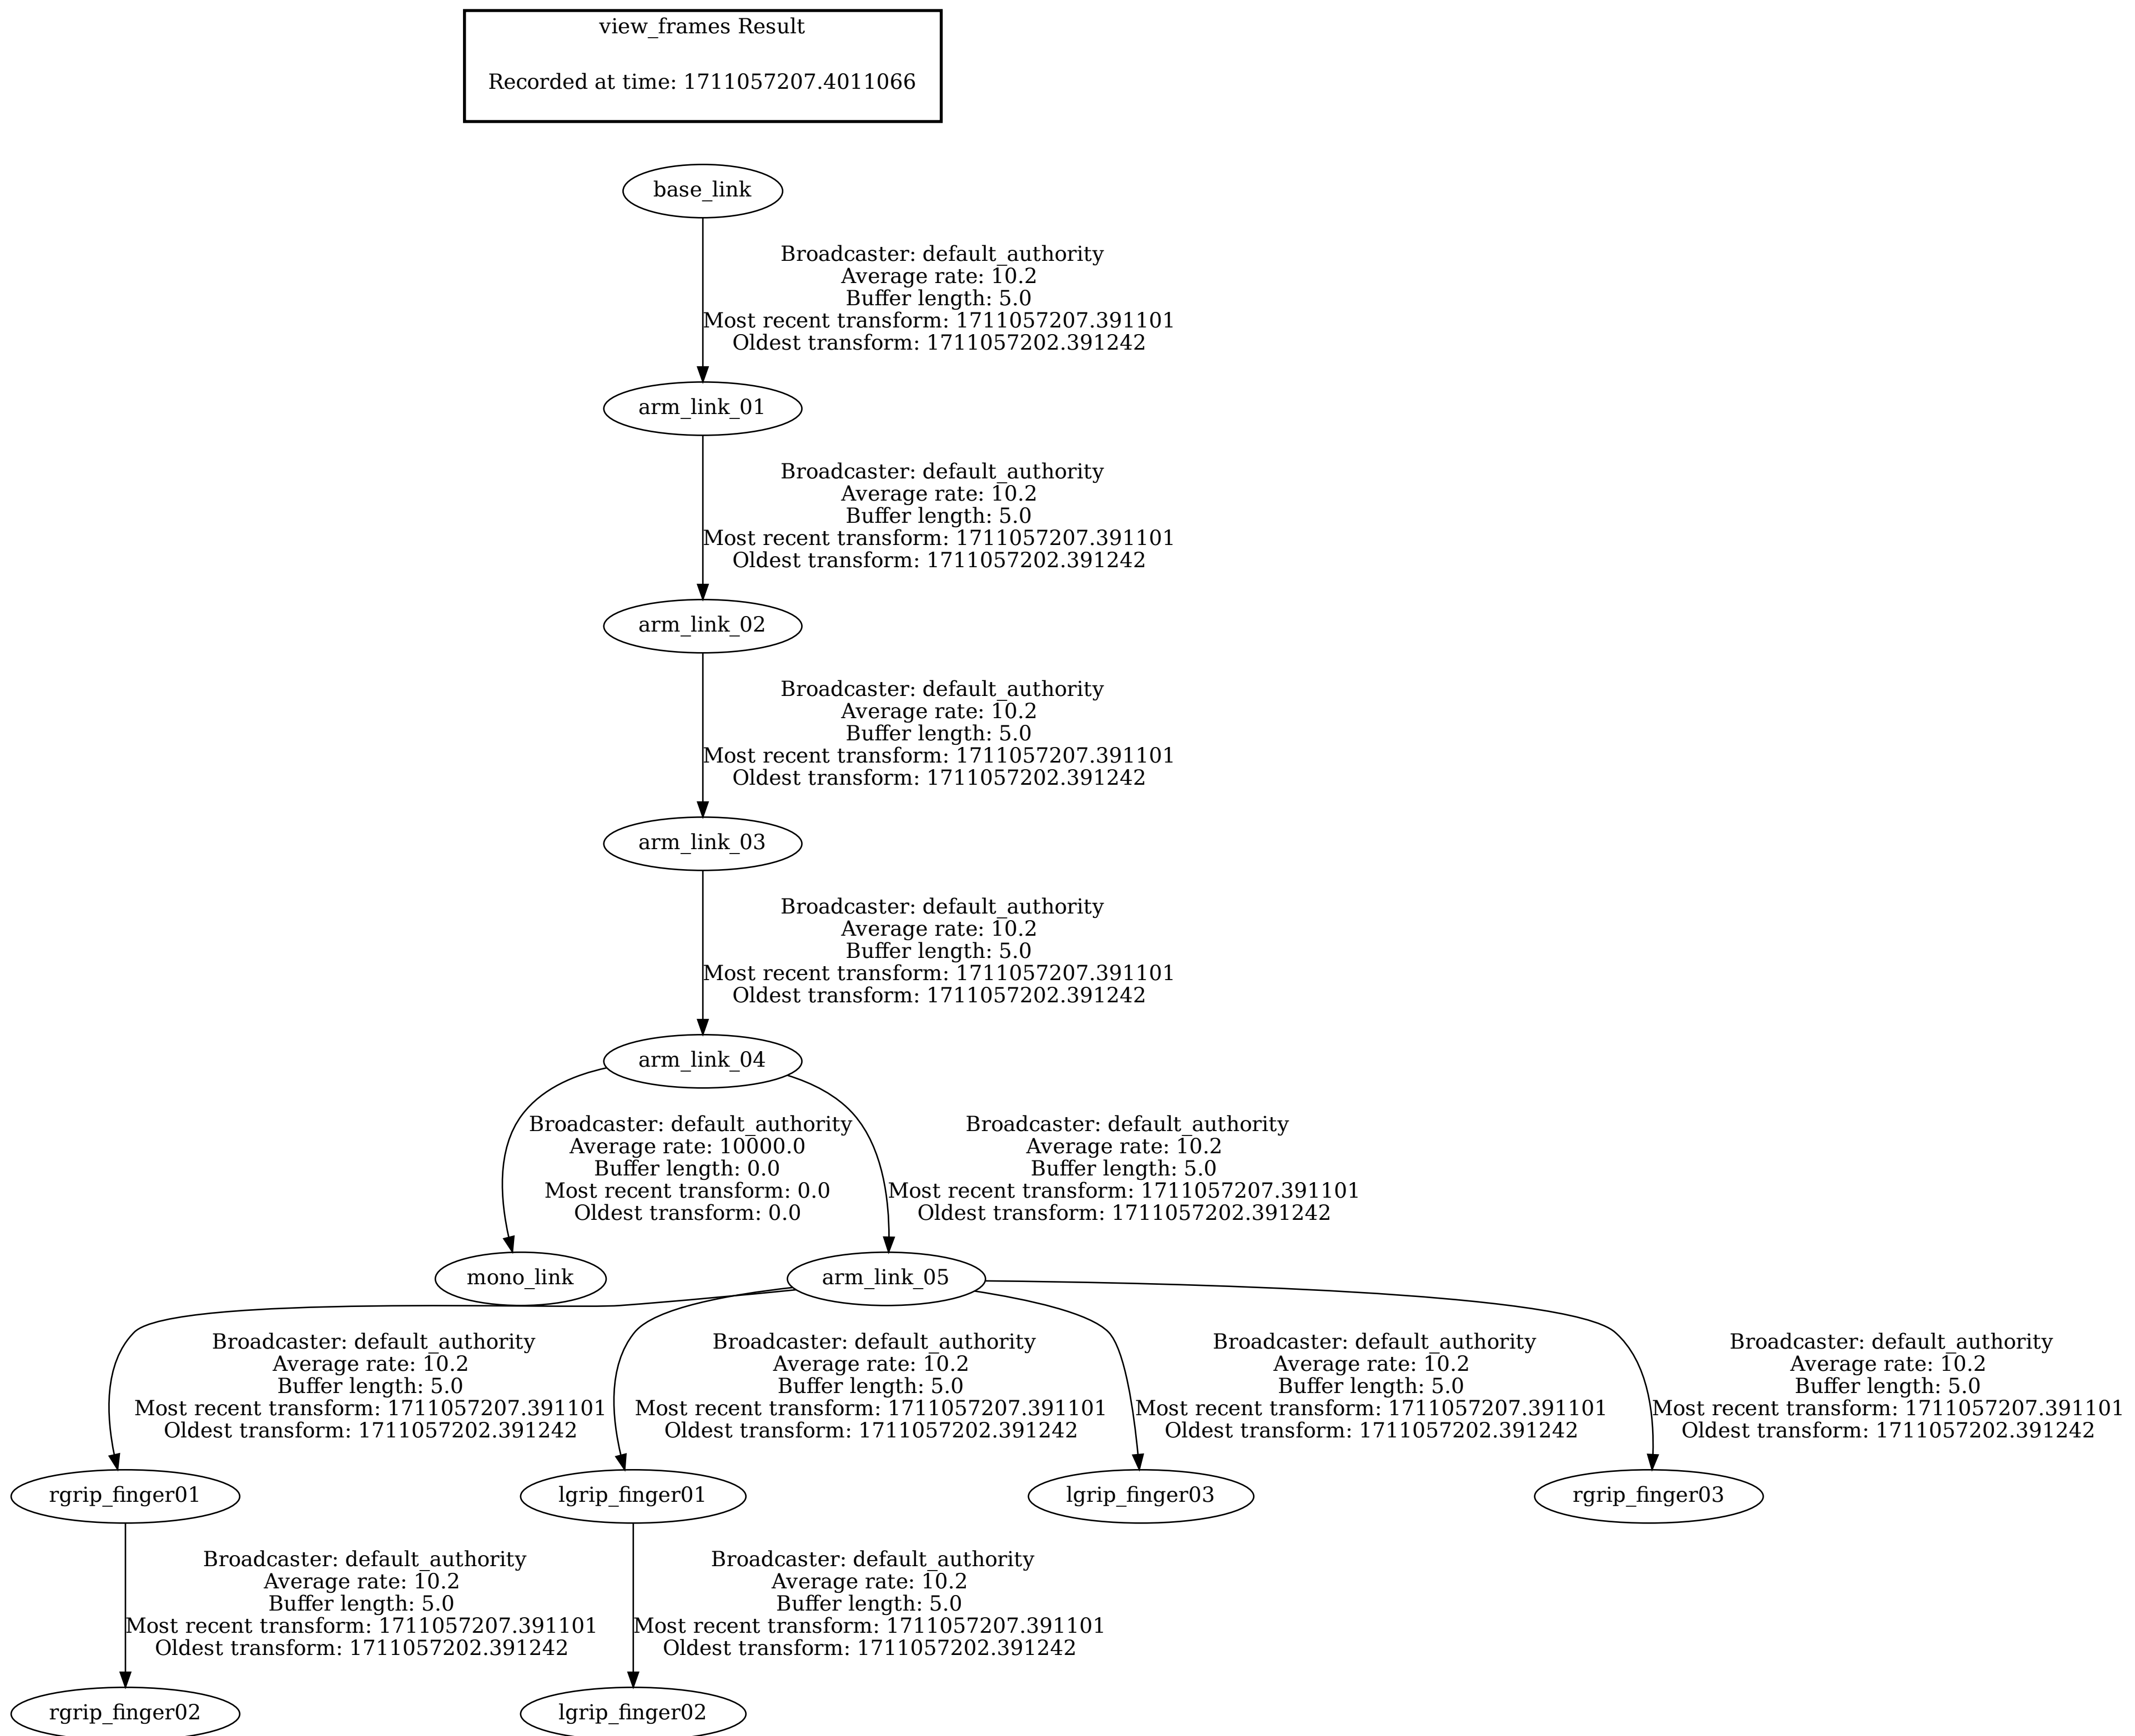 view_frames Result
Recorded at time: 1711057207.4011066
base_link
Broadcaster: default_authority
Average rate: 10.2
Buffer length: 5.0
Most recent transform: 1711057207.391101
Oldest transform: 1711057202.391242
arm_link_01
Broadcaster: default_authority
Average rate: 10.2
Buffer length: 5.0
Most recent transform: 1711057207.391101
Oldest transform: 1711057202.391242
arm_link_02
Broadcaster: default_authority
Average rate: 10.2
Buffer length: 5.0
Most recent transform: 1711057207.391101
Oldest transform: 1711057202.391242
arm_link_03
Broadcaster: default_authority
Average rate: 10.2
Buffer length: 5.0
Most recent transform: 1711057207.391101
Oldest transform: 1711057202.391242
arm_link_04
Broadcaster: default_authority
Average rate: 10000.0
Buffer length: 0.0
Most recent transform: 0.0
Oldest transform: 0.0
Broadcaster: default_authority
Average rate: 10.2
Buffer length: 5.0
Most recent transform: 1711057207.391101
Oldest transform: 1711057202.391242
mono_link
arm_link_05
Broadcaster: default_authority
Average rate: 10.2
Buffer length: 5.0
Most recent transform: 1711057207.391101
Oldest transform: 1711057202.391242
Broadcaster: default_authority
Average rate: 10.2
Buffer length: 5.0
Most recent transform: 1711057207.391101
Oldest transform: 1711057202.391242
Broadcaster: default_authority
Average rate: 10.2
Buffer length: 5.0
Most recent transform: 1711057207.391101
Oldest transform: 1711057202.391242
Broadcaster: default_authority
Average rate: 10.2
Buffer length: 5.0
Most recent transform: 1711057207.391101
Oldest transform: 1711057202.391242
rgrip_finger01
lgrip_finger01
lgrip_finger03
rgrip_finger03
Broadcaster: default_authority
Average rate: 10.2
Buffer length: 5.0
Most recent transform: 1711057207.391101
Oldest transform: 1711057202.391242
Broadcaster: default_authority
Average rate: 10.2
Buffer length: 5.0
Most recent transform: 1711057207.391101
Oldest transform: 1711057202.391242
rgrip_finger02
lgrip_finger02